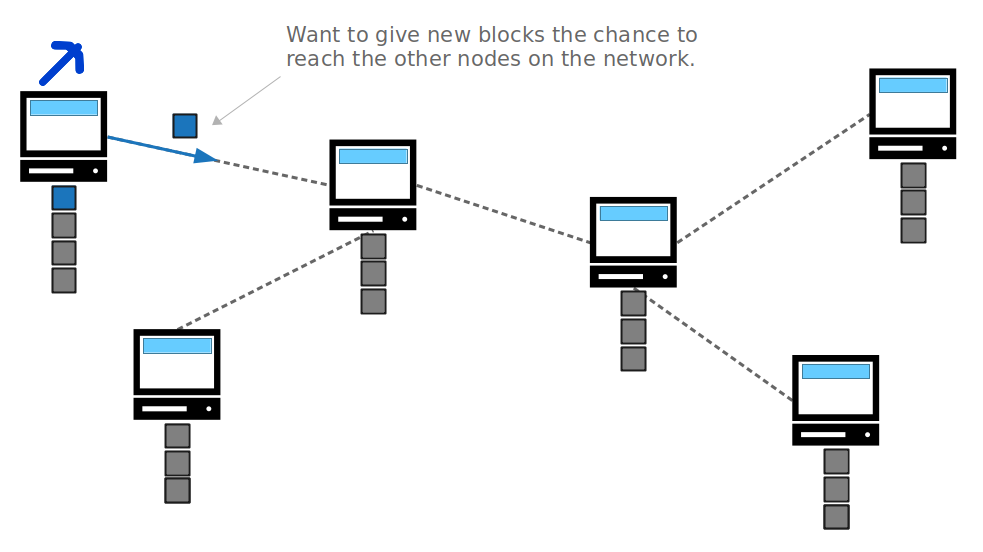 Want to give new blocks the chance to
reach the other nodes on the network.